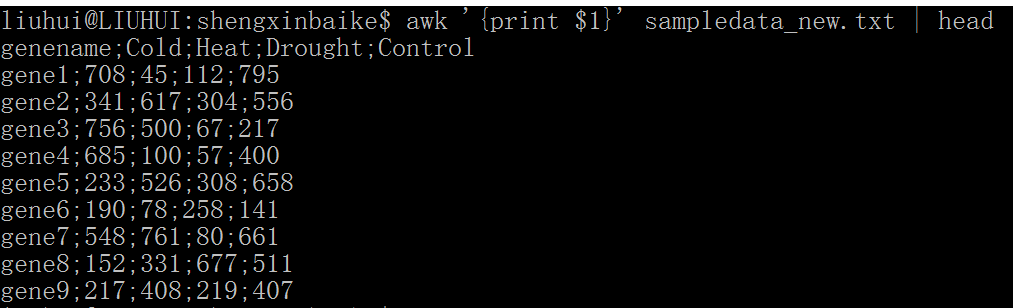 liuhui@LIUHUI:shengxinbaike$ awk '{print $1}' sampledata_new.txt | head
genename;Cold;Heat;Drought;Control
gene1;708;45;112;795
gene2;341;617;304;556
gene3;756;500;67;217
gene4;685;100;57;400
gene5;233;526;308;658
gene6;190;78;258;141
gene7;548;761;80;661
gene8;152;331;677;511
gene9;217;408;219;407